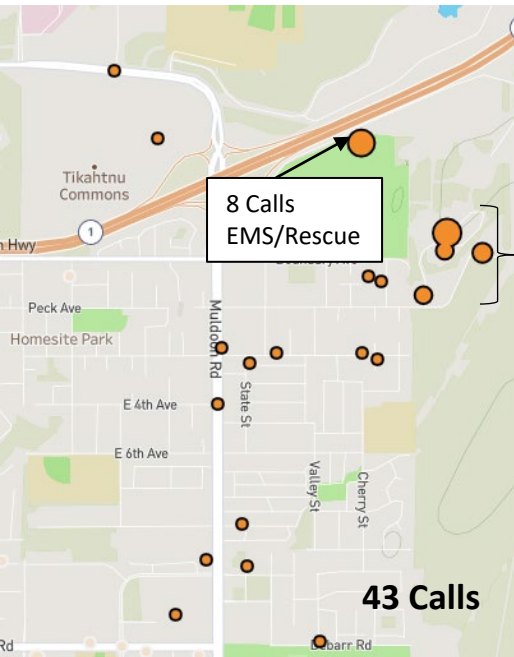 Tikahtnu
Commons
1
8 Calls
EMS/Rescue
Hwy
Peck Ave
Muldoon Rd
Homesite Park
State St
E 4th Ave
E 6th Ave
Valley St
Cherry St
43 Calls
Rd
Debarr Rd